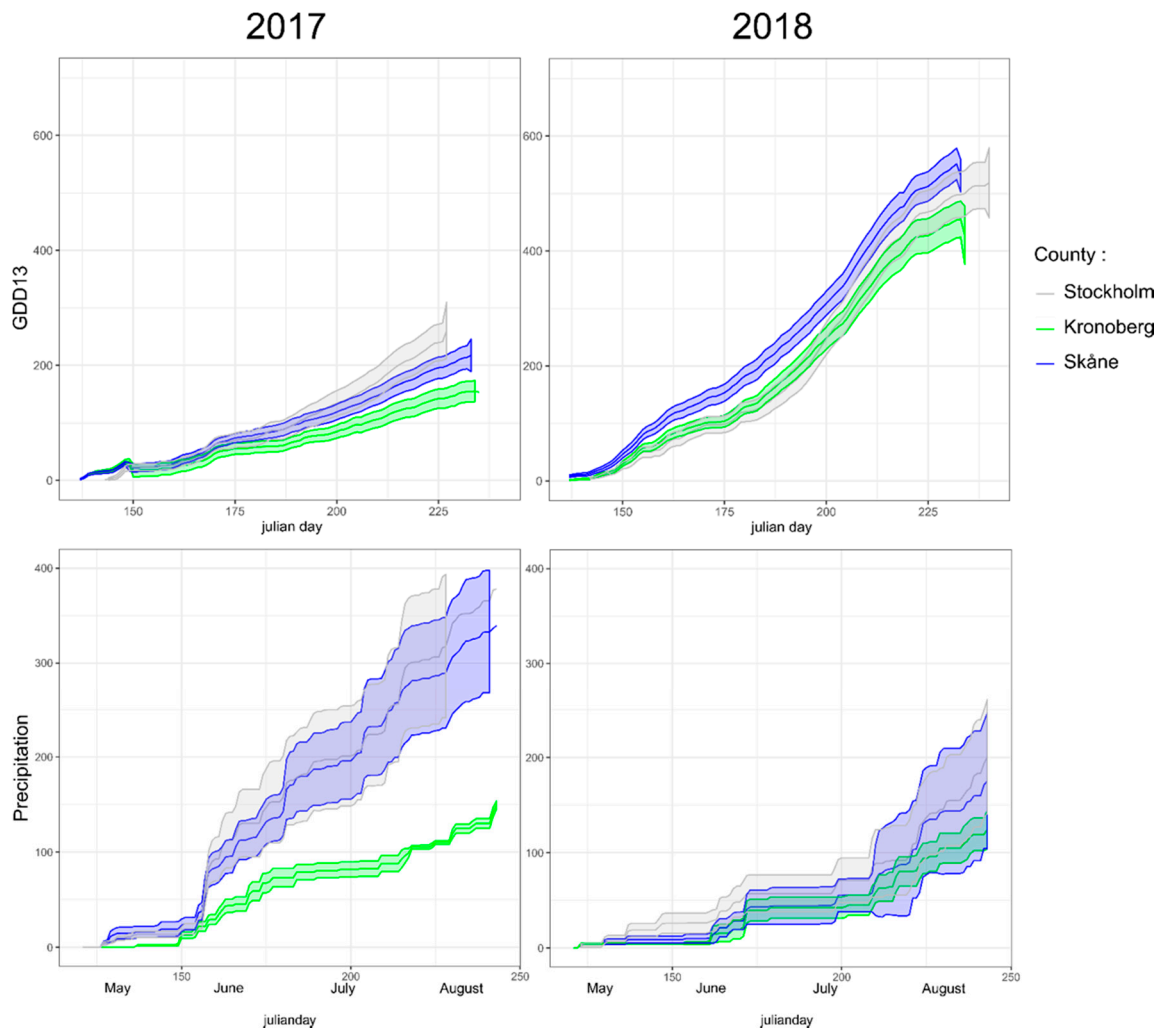 2017 2018
600 600
400 400
200 200
0 0
GDD13
150 175 200 225 150 175 200 225
julian day julian day
County :
Stockholm
Kronoberg
Skåne
400 400
300 300
200 200
100 100
0 0
Precipitation
150 200 250 150 200 250
May June July August May June July August
julianday julianday